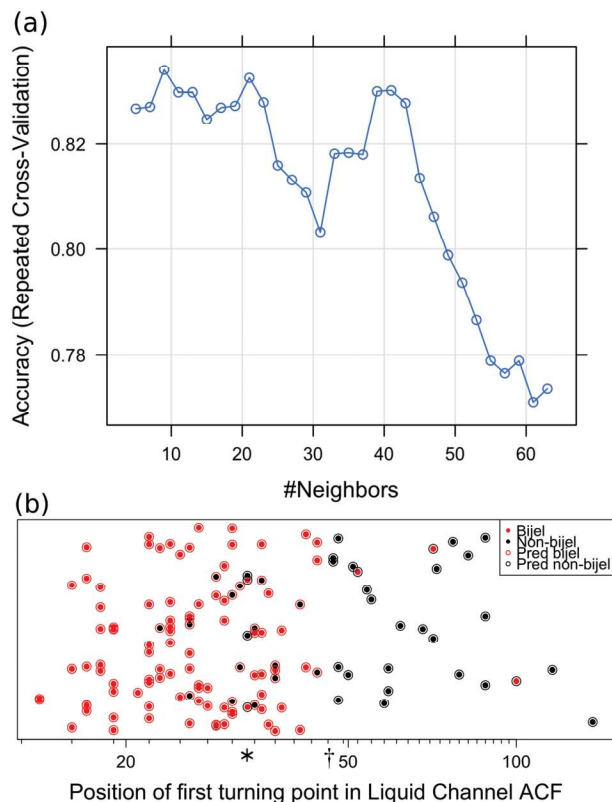 (a)
Accuracy (Repeated Cross-Validation)
0.82
0.80
0.78
10 20 30 40 50 60
#Neighbors
(b)
Bijel
Non-bijel
Pred bijel
Pred non-bijel
20 * † 50 100
Position of first turning point in Liquid Channel ACF